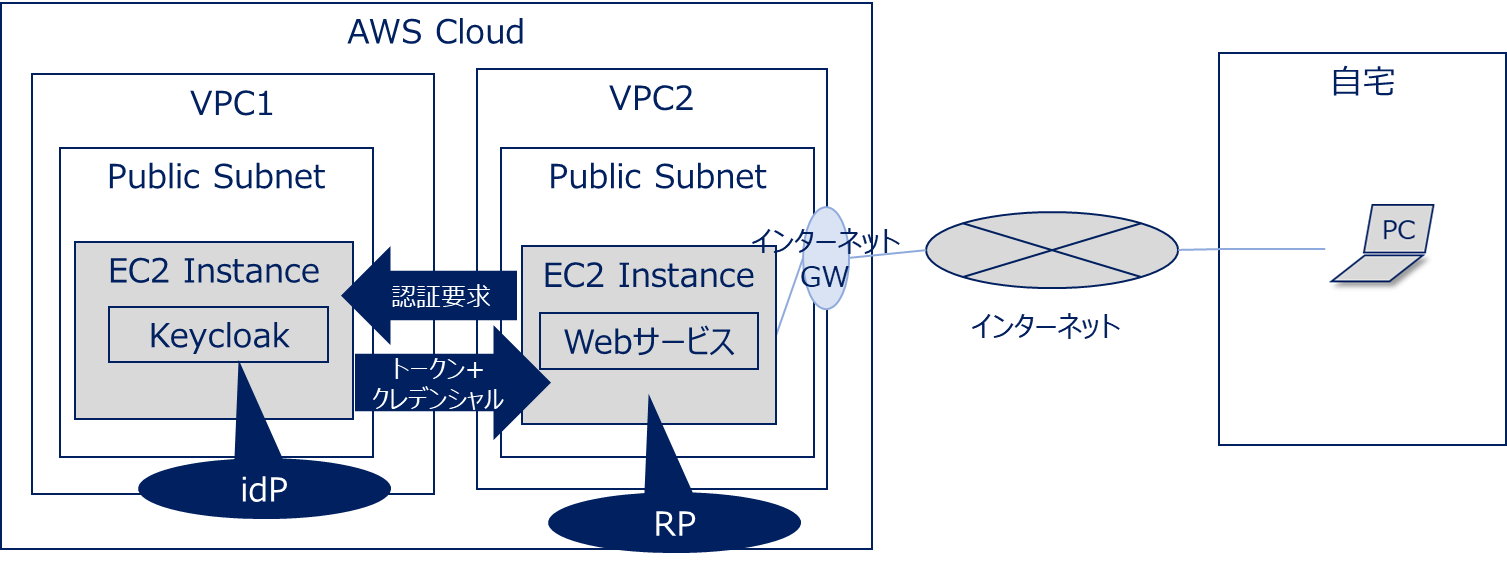 AWS Cloud
VPC1
Public Subnet
EC2 Instance
Keycloak
idP
認証要求
トークン+
クレデンシャル
VPC2
Public Subnet
EC2 Instance
Webサービス
RP
インターネット
GW
インターネット
自宅
PC